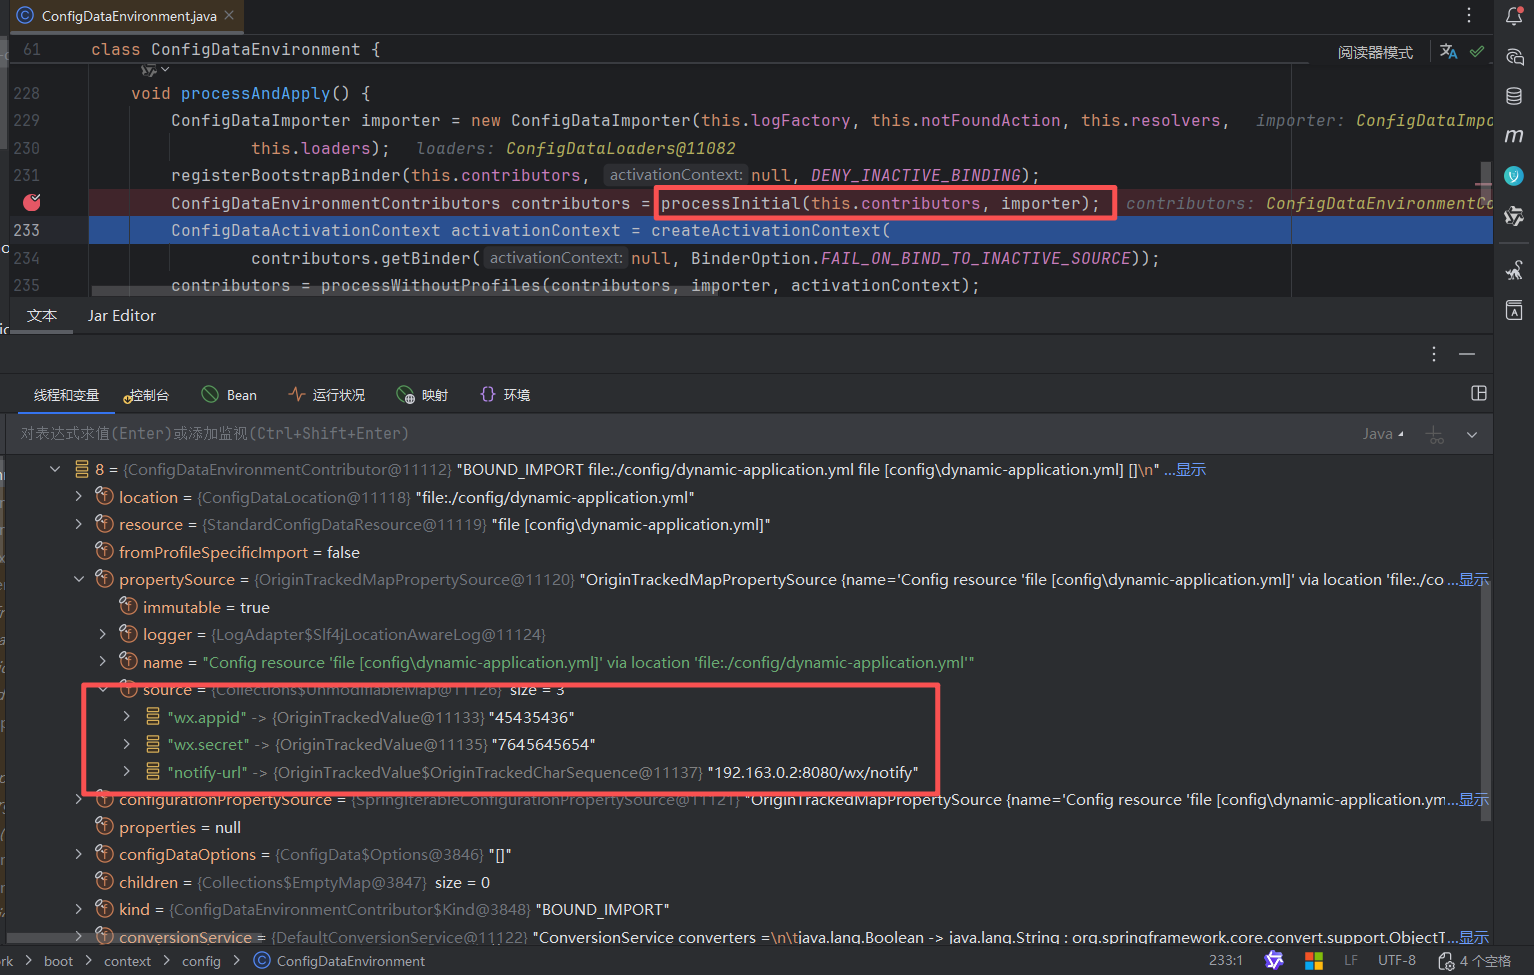 ConfigDataEnvironment.java
61 class ConfigDataEnvironment {
阅读器模式
228 void processAndApply() {
229 ConfigDataImporter importer = new ConfigDataImporter(this.logFactory, this.notFoundAction, this.resolvers, importer: ConfigDataImpo
230 this.loaders); loaders: ConfigDataLoaders@11082
231 registerBootstrapBinder(this.contributors, activationContext: null, DENY_INACTIVE_BINDING);
ConfigDataEnvironmentContributors contributors = processInitial(this.contributors, importer); contributors: ConfigDataEnvironmentCo
233 ConfigDataActivationContext activationContext = createActivationContext(
234 contributors.getBinder( activationContext: null, BinderOption.FAIL_ON_BIND_TO_INACTIVE_SOURCE));
235 contributors = processWithoutProfiles(contributors, importer, activationContext);
文本 Jar Editor
线程和变量 控制台 Bean 运行状况 映射 环境
对表达式求值(Enter)或添加监视(Ctrl+Shift+Enter) Java
8 = {ConfigDataEnvironmentContributor@11112} "BOUND_IMPORT file:./config/dynamic-application.yml file [config\dynamic-application.yml] []\n" ...显示
location = {ConfigDataLocation@11118} "file:./config/dynamic-application.yml"
resource = {StandardConfigDataResource@11119} "file [config\dynamic-application.yml]"
fromProfileSpecificImport = false
propertySource = {OriginTrackedMapPropertySource@11120} "OriginTrackedMapPropertySource {name='Config resource 'file [config\dynamic-application.yml]' via location 'file:./co ...显示
immutable = true
logger = {LogAdapter$Slf4jLocationAwareLog@11124}
name = "Config resource 'file [config\dynamic-application.yml]' via location 'file:./config/dynamic-application.yml'"
source = {Collections$UnmodifiableMap@11126} size = 3
"wx.appid" -> {OriginTrackedValue@11133} "45435436"
"wx.secret" -> {OriginTrackedValue@11135} "7645645654"
"notify-url" -> {OriginTrackedValue$OriginTrackedCharSequence@11137} "192.163.0.2:8080/wx/notify"
configurationPropertySource = {SpringIterableConfigurationPropertySource@11121} "OriginTrackedMapPropertySource {name='Config resource 'file [config\dynamic-application.ym...显示
properties = null
configDataOptions = {ConfigData$Options@3846} "[]"
children = {Collections$EmptyMap@3847} size = 0
kind = {ConfigDataEnvironmentContributor$Kind@3848} "BOUND_IMPORT"
conversionService = {DefaultConversionService@11122} "ConversionService converters =\n\tjava.lang.Boolean -> java.lang.String : org.springframework.core.convert.support.ObjectT...显示
rk > boot > context > config > ConfigDataEnvironment 233:1 LF UTF-8 4 个空格